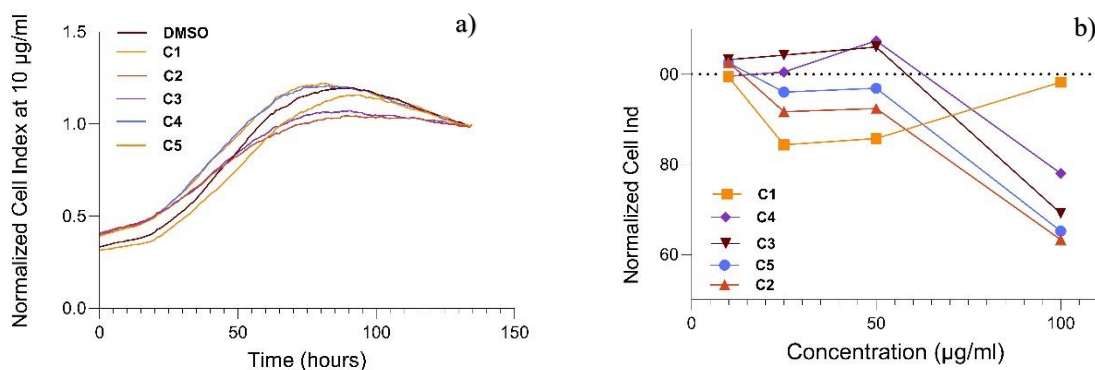 a)
Normalized Cell Index at 10 µg/ml
1.5
1.0
0.5
0.0
DMSO
C1
C2
C3
C4
C5
0
50
100
150
Time (hours)
b)
Normalized Cell Ind
00
80
60
C1
C4
C3
C5
C2
0
50
100
Concentration (µg/ml)